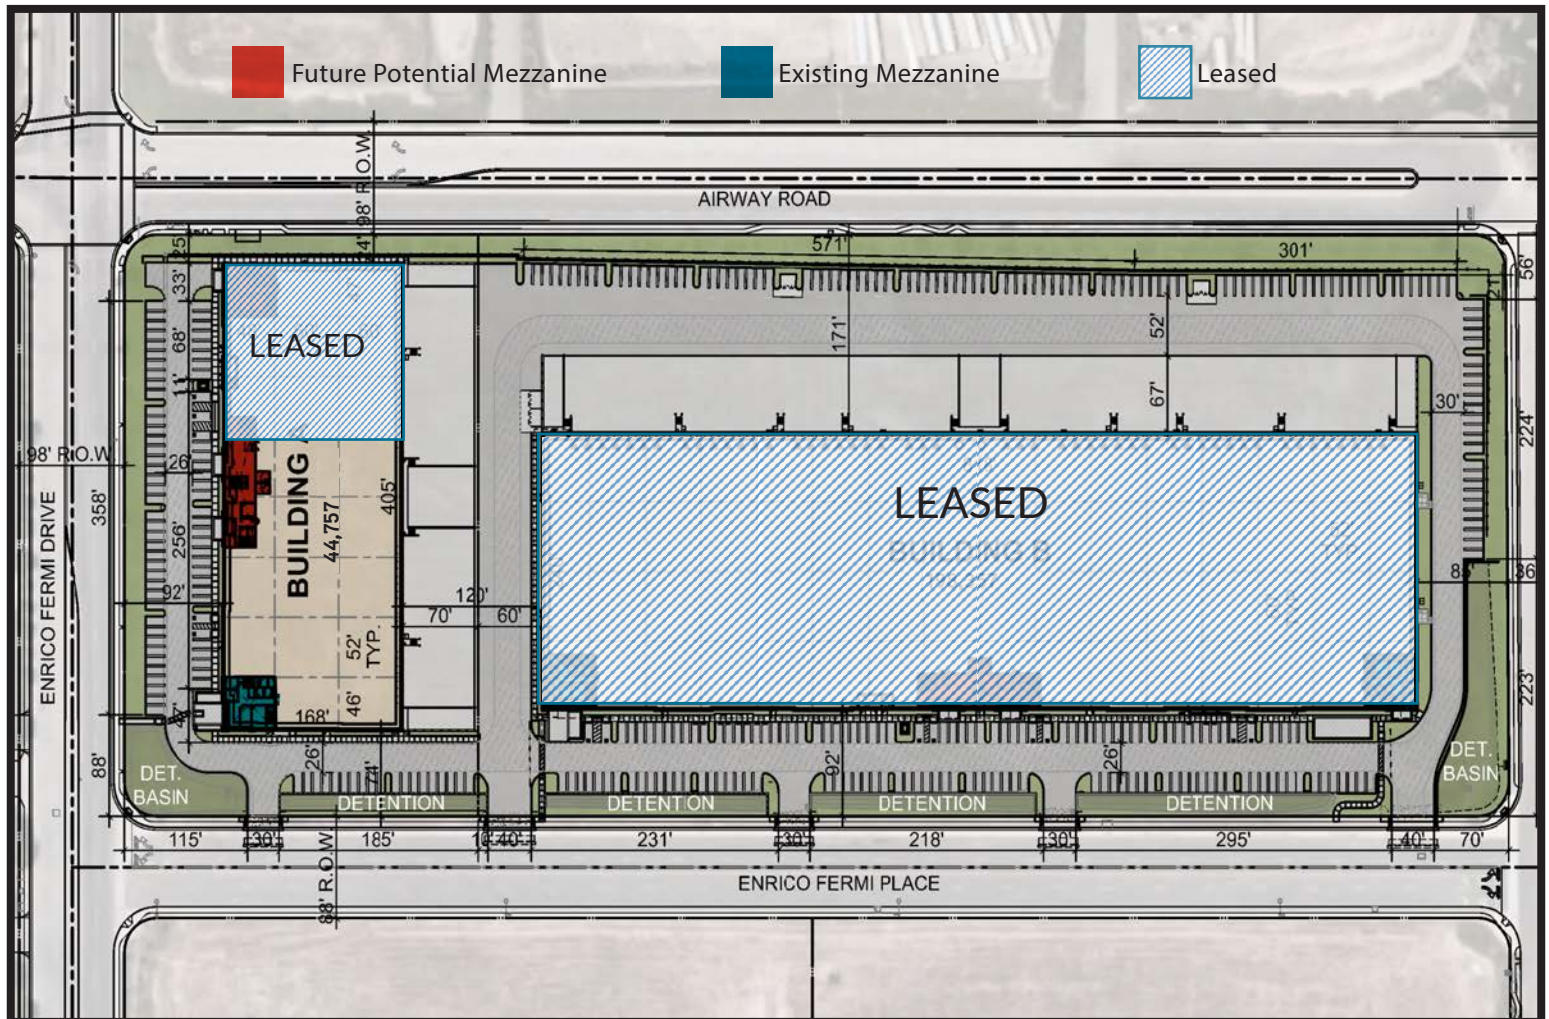 Future Potential Mezzanine
Existing Mezzanine
Leased
98' R.O.W.
AIRWAY ROAD
25'
24'
571'
301'
56'
33'
21'
68'
LEASED
171'
52'
11'
67'
30'
224'
98' R.O.W.
26'
358'
405'
BUILDING
44,757
LEASED
BUILDING B
256'
ENRICO FERMI DRIVE
92'
120'
70'
60'
36'
52'
TYP.
46'
168'
223'
88'
26'
74'
92'
26'
DET.
BASIN
DET.
BASIN
DETENTION
DETENTION
DETENTION
DETENTION
115'
30'
185'
40'
231'
30'
218'
30'
295'
40'
70'
88' R.O.W.
ENRICO FERMI PLACE